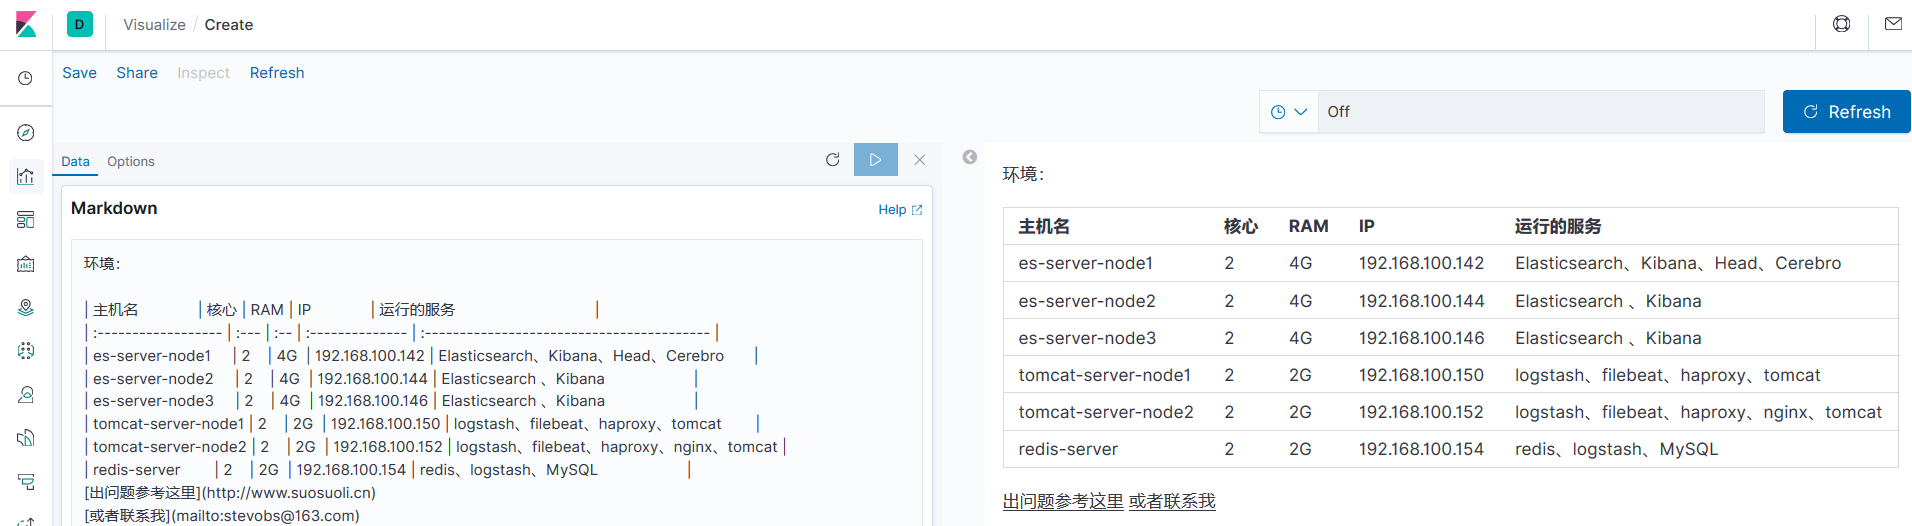 D Visualize / Create
Save Share Inspect Refresh
Off Refresh
Data Options
Markdown Help
环境:
| 主机名 | 核心 | RAM | IP | 运行的服务 |
| :------------------ | :--- | :-- | :-------------- | :----------------------------------------- |
| es-server-node1 | 2 | 4G | 192.168.100.142 | Elasticsearch、Kibana、Head、Cerebro |
| es-server-node2 | 2 | 4G | 192.168.100.144 | Elasticsearch 、Kibana |
| es-server-node3 | 2 | 4G | 192.168.100.146 | Elasticsearch 、Kibana |
| tomcat-server-node1 | 2 | 2G | 192.168.100.150 | logstash、filebeat、haproxy、tomcat |
| tomcat-server-node2 | 2 | 2G | 192.168.100.152 | logstash、filebeat、haproxy、nginx、tomcat |
| redis-server | 2 | 2G | 192.168.100.154 | redis、logstash、MySQL |
[出问题参考这里](http://www.suosuoli.cn)
[或者联系我](mailto:stevobs@163.com)
环境:
主机名 核心 RAM IP 运行的服务
es-server-node1 2 4G 192.168.100.142 Elasticsearch、Kibana、Head、Cerebro
es-server-node2 2 4G 192.168.100.144 Elasticsearch 、Kibana
es-server-node3 2 4G 192.168.100.146 Elasticsearch 、Kibana
tomcat-server-node1 2 2G 192.168.100.150 logstash、filebeat、haproxy、tomcat
tomcat-server-node2 2 2G 192.168.100.152 logstash、filebeat、haproxy、nginx、tomcat
redis-server 2 2G 192.168.100.154 redis、logstash、MySQL
出问题参考这里 或者联系我